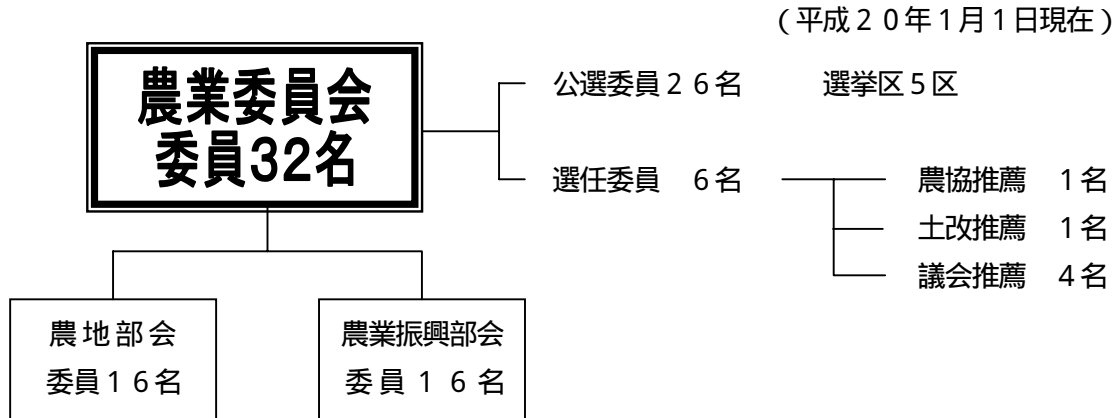 （平成２０年１月１日現在）
農業委員会
委員32名
公選委員２６名　選挙区５区
選任委員　６名
農協推薦　１名
土改推薦　１名
議会推薦　４名
農地部会
委員１６名
農業振興部会
委員１６名